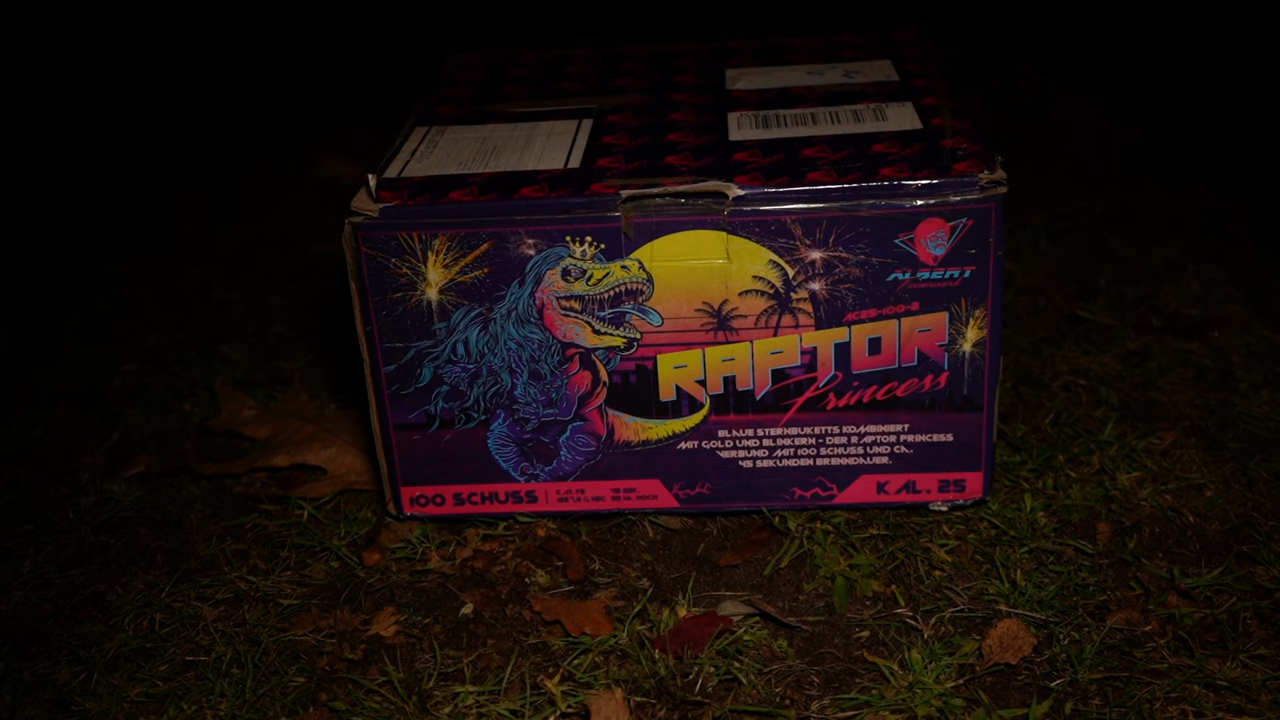 ALBERT
Feuerwerk
AC25-100-2
RAPTOR
Princess
BLAUE STERNBUKETTS KOMBINIERT
MIT GOLD UND BLINKERN - DER RAPTOR PRINCESS
VERBUND MIT 100 SCHUSS UND CA.
45 SEKUNDEN BRENNDAUER.
100 SCHUSS
KAL. 25